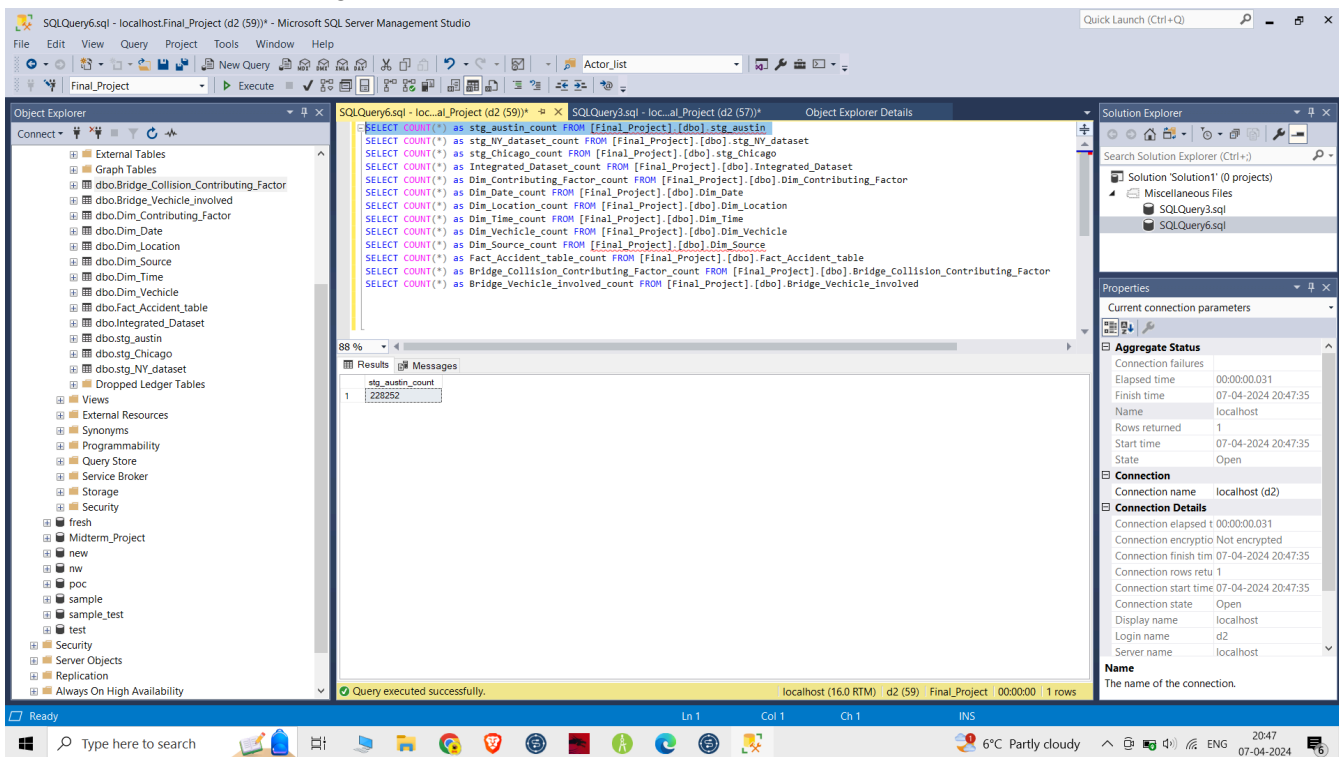 SQLQuery6.sql - localhost.Final_Project (d2 (59))* - Microsoft SQL Server Management Studio
Quick Launch (Ctrl+Q)
File Edit View Query Project Tools Window Help
New Query
MDX DMX XMLA DAX
Actor_list
Final_Project
Execute
Object Explorer
Connect
External Tables
Graph Tables
dbo.Bridge_Collision_Contributing_Factor
dbo.Bridge_Vechicle_involved
dbo.Dim_Contributing_Factor
dbo.Dim_Date
dbo.Dim_Location
dbo.Dim_Source
dbo.Dim_Time
dbo.Dim_Vechicle
dbo.Fact_Accident_table
dbo.Integrated_Dataset
dbo.stg_austin
dbo.stg_Chicago
dbo.stg_NY_dataset
Dropped Ledger Tables
Views
External Resources
Synonyms
Programmability
Query Store
Service Broker
Storage
Security
fresh
Midterm_Project
new
nw
poc
sample
sample_test
test
Security
Server Objects
Replication
Always On High Availability
SQLQuery6.sql - loc...al_Project (d2 (59))* SQLQuery3.sql - loc...al_Project (d2 (57))* Object Explorer Details
SELECT COUNT(*) as stg_austin_count FROM [Final_Project].[dbo].stg_austin
SELECT COUNT(*) as stg_NY_dataset_count FROM [Final_Project].[dbo].stg_NY_dataset
SELECT COUNT(*) as stg_Chicago_count FROM [Final_Project].[dbo].stg_Chicago
SELECT COUNT(*) as Integrated_Dataset_count FROM [Final_Project].[dbo].Integrated_Dataset
SELECT COUNT(*) as Dim_Contributing_Factor_count FROM [Final_Project].[dbo].Dim_Contributing_Factor
SELECT COUNT(*) as Dim_Date_count FROM [Final_Project].[dbo].Dim_Date
SELECT COUNT(*) as Dim_Location_count FROM [Final_Project].[dbo].Dim_Location
SELECT COUNT(*) as Dim_Time_count FROM [Final_Project].[dbo].Dim_Time
SELECT COUNT(*) as Dim_Vechicle_count FROM [Final_Project].[dbo].Dim_Vechicle
SELECT COUNT(*) as Dim_Source_count FROM [Final_Project].[dbo].Dim_Source
SELECT COUNT(*) as Fact_Accident_table_count FROM [Final_Project].[dbo].Fact_Accident_table
SELECT COUNT(*) as Bridge_Collision_Contributing_Factor_count FROM [Final_Project].[dbo].Bridge_Collision_Contributing_Factor
SELECT COUNT(*) as Bridge_Vechicle_involved_count FROM [Final_Project].[dbo].Bridge_Vechicle_involved
88 %
Results Messages
stg_austin_count
1 228252
Query executed successfully.
localhost (16.0 RTM) d2 (59) Final_Project 00:00:00 1 rows
Solution Explorer
Search Solution Explorer (Ctrl+;)
Solution 'Solution1' (0 projects)
Miscellaneous Files
SQLQuery3.sql
SQLQuery6.sql
Properties
Current connection parameters
Aggregate Status
Connection failures
Elapsed time 00:00:00.031
Finish time 07-04-2024 20:47:35
Name localhost
Rows returned 1
Start time 07-04-2024 20:47:35
State Open
Connection
Connection name localhost (d2)
Connection Details
Connection elapsed t 00:00:00.031
Connection encryptio Not encrypted
Connection finish tim 07-04-2024 20:47:35
Connection rows retu 1
Connection start time 07-04-2024 20:47:35
Connection state Open
Display name localhost
Login name d2
Server name localhost
Name
The name of the connection.
Ready Ln 1 Col 1 Ch 1 INS
Type here to search
6°C Partly cloudy
ENG
20:47
07-04-2024
6